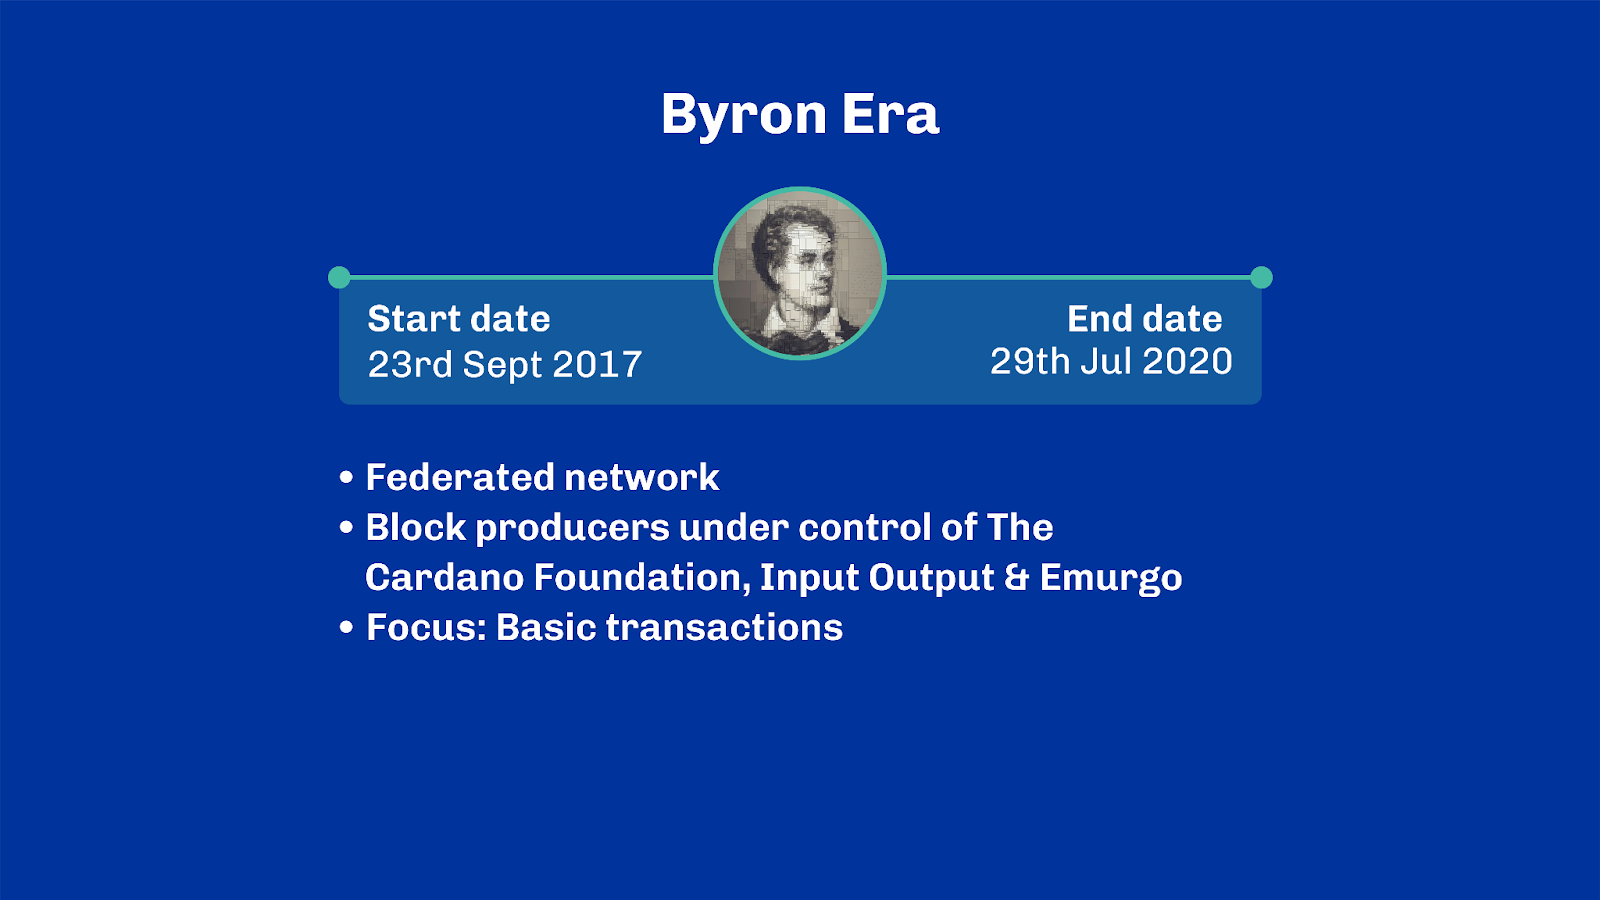 Byron Era
Start date
23rd Sept 2017
End date
29th Jul 2020
• Federated network
• Block producers under control of The
Cardano Foundation, Input Output & Emurgo
• Focus: Basic transactions